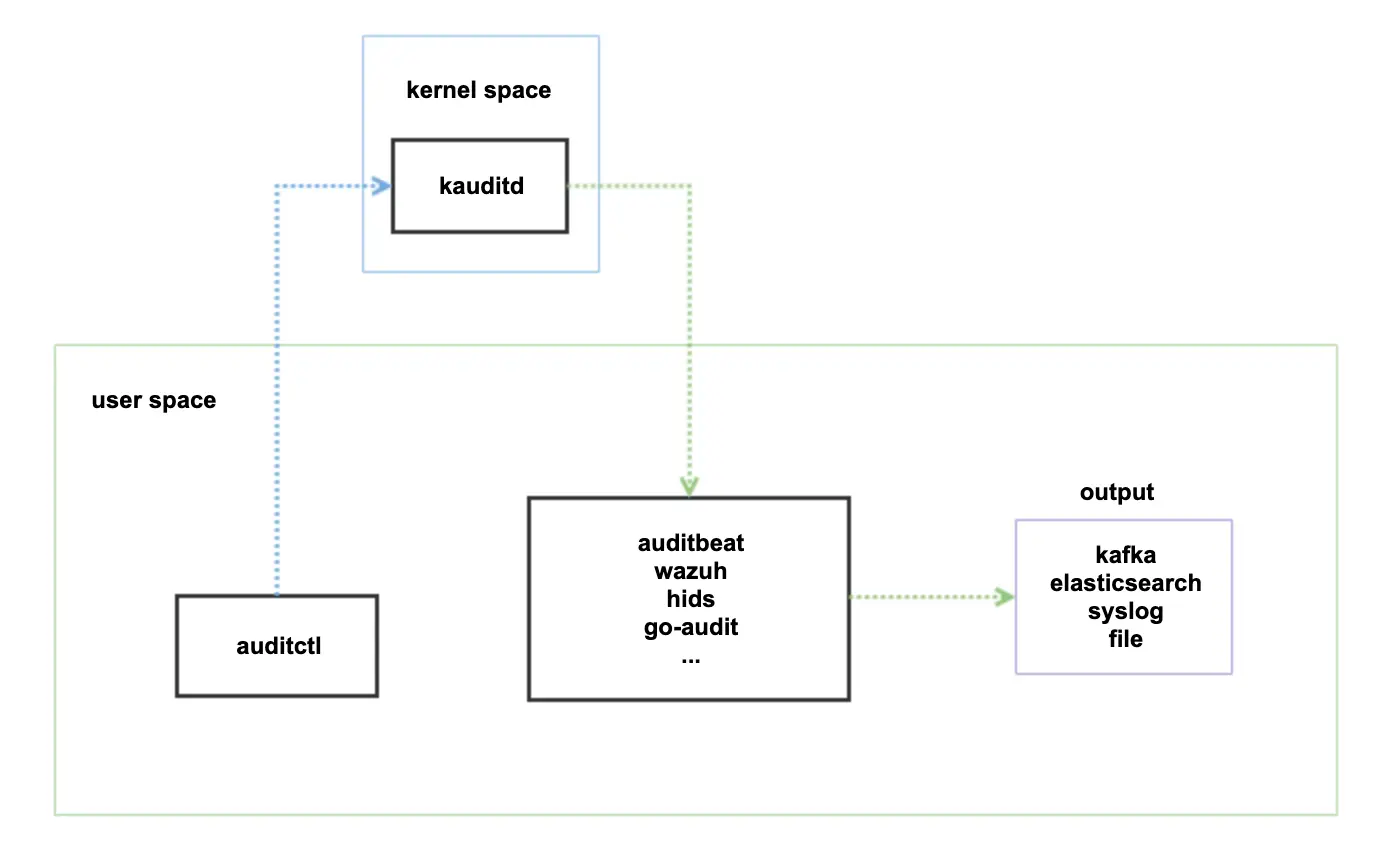 kernel space
kauditd
user space
auditctl
auditbeat
wazuh
hids
go-audit
...
output
kafka
elasticsearch
syslog
file